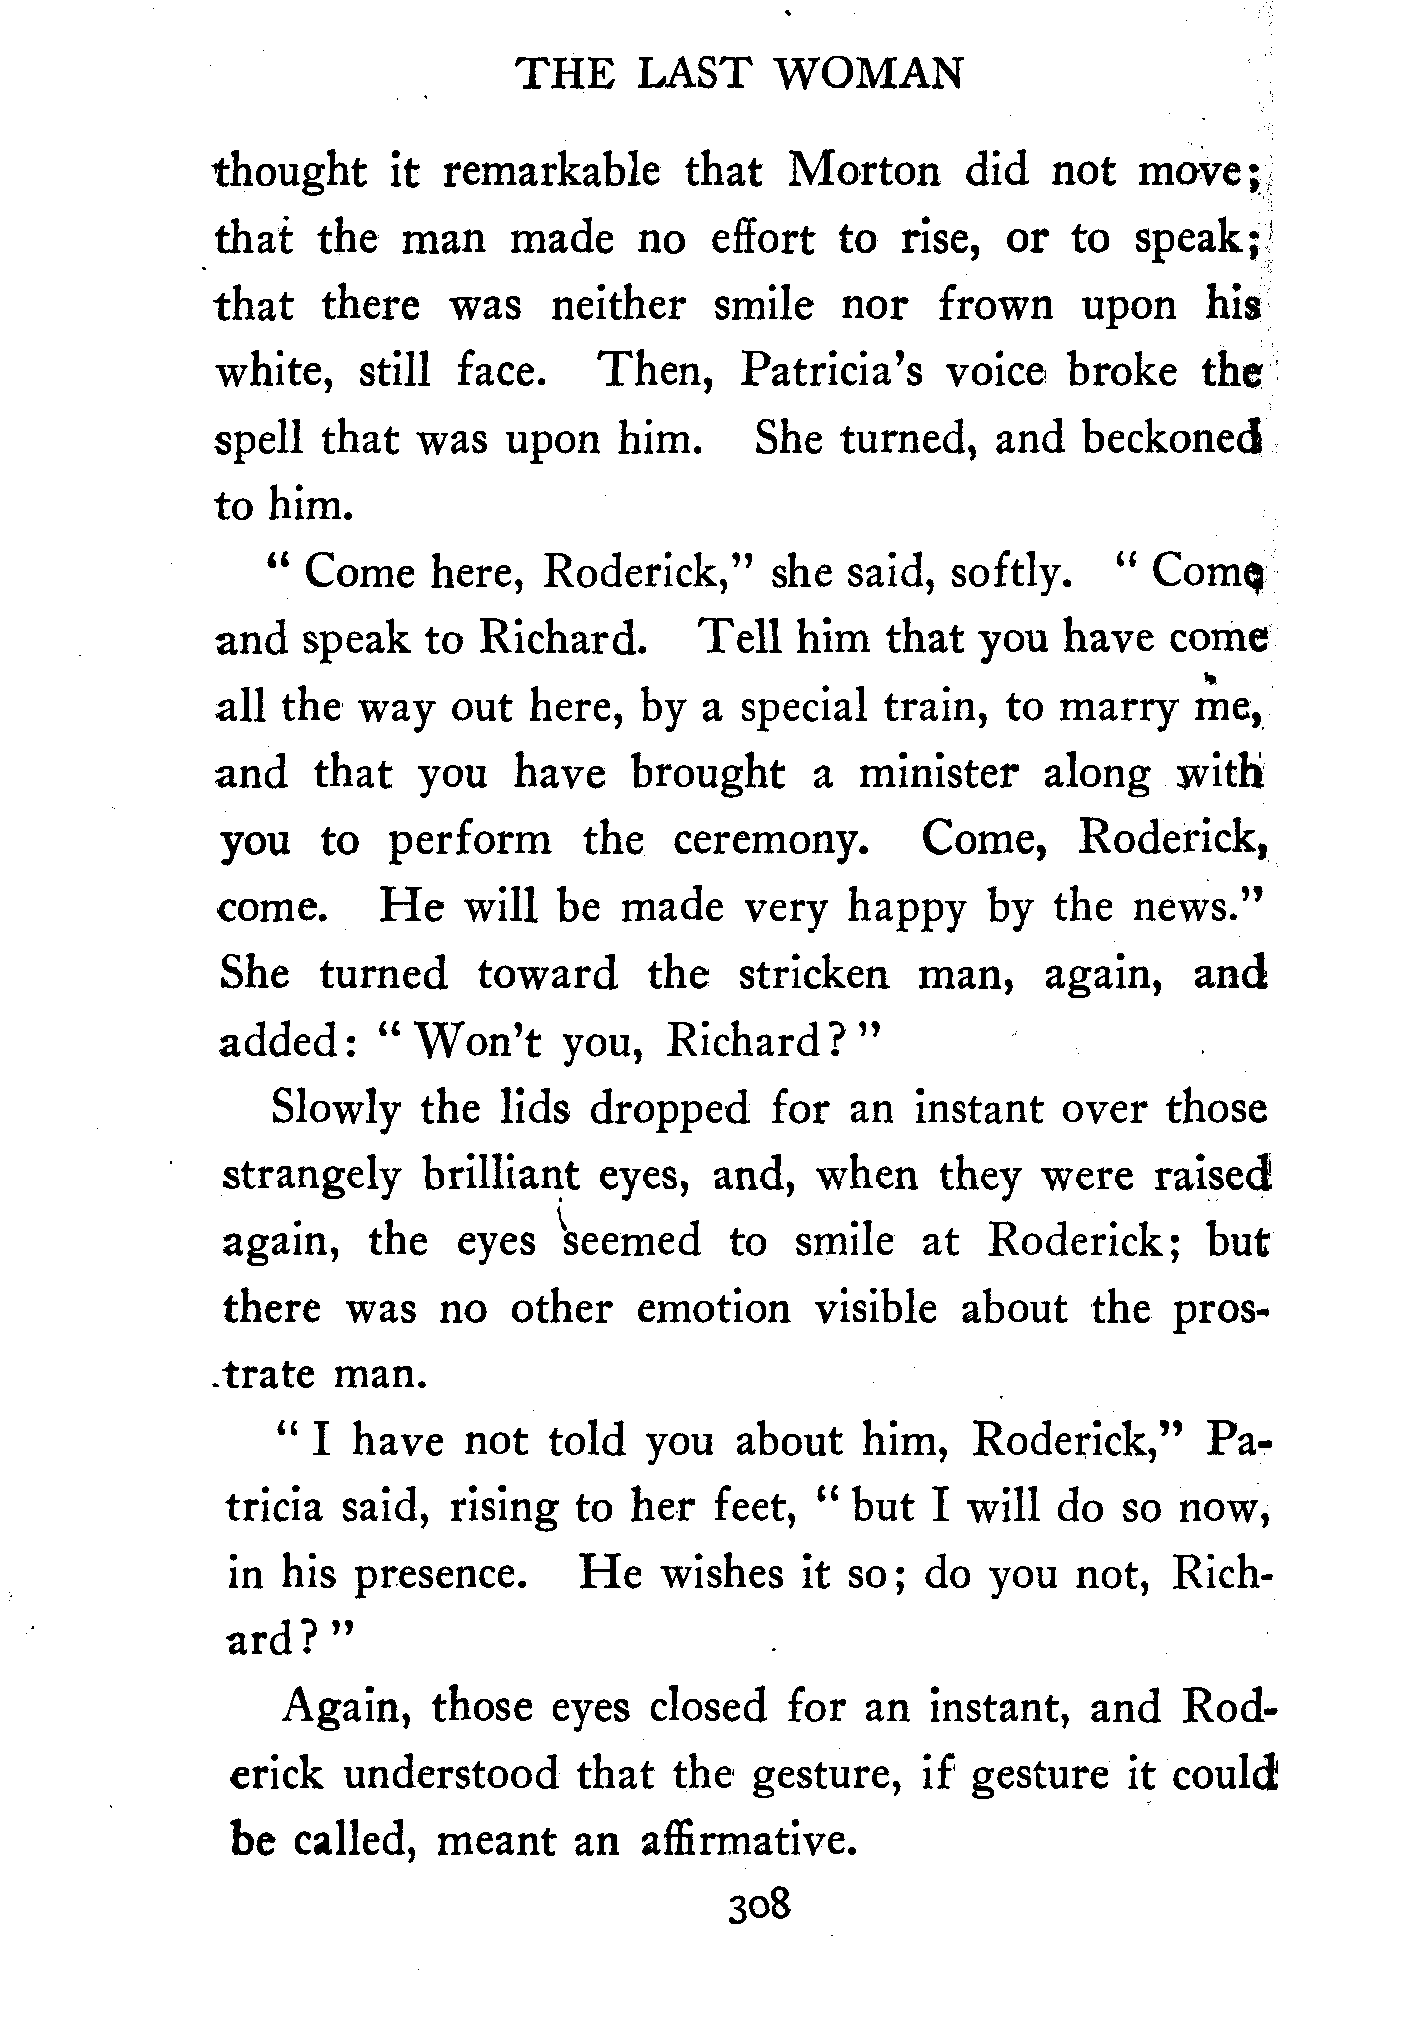 THE LAST WOMAN
thought it remarkable that Morton did not move;
that the man made no effort to rise, or to speak;
that there was neither smile nor frown upon his
white, still face. Then, Patricia's voice broke the
spell that was upon him. She turned, and beckoned
to him.
" Come here, Roderick," she said, softly. " Come
and speak to Richard. Tell him that you have come
all the way out here, by a special train, to marry me,
and that you have brought a minister along with
you to perform the ceremony. Come, Roderick,
come. He will be made very happy by the news."
She turned toward the stricken man, again, and
added: " Won't you, Richard? "
Slowly the lids dropped for an instant over those
strangely brilliant eyes, and, when they were raised
again, the eyes seemed to smile at Roderick; but
there was no other emotion visible about the pros-
trate man.
" I have not told you about him, Roderick," Pa-
tricia said, rising to her feet, " but I will do so now,
in his presence. He wishes it so; do you not, Rich-
ard? "
Again, those eyes closed for an instant, and Rod-
erick understood that the gesture, if gesture it could
be called, meant an affirmative.
308